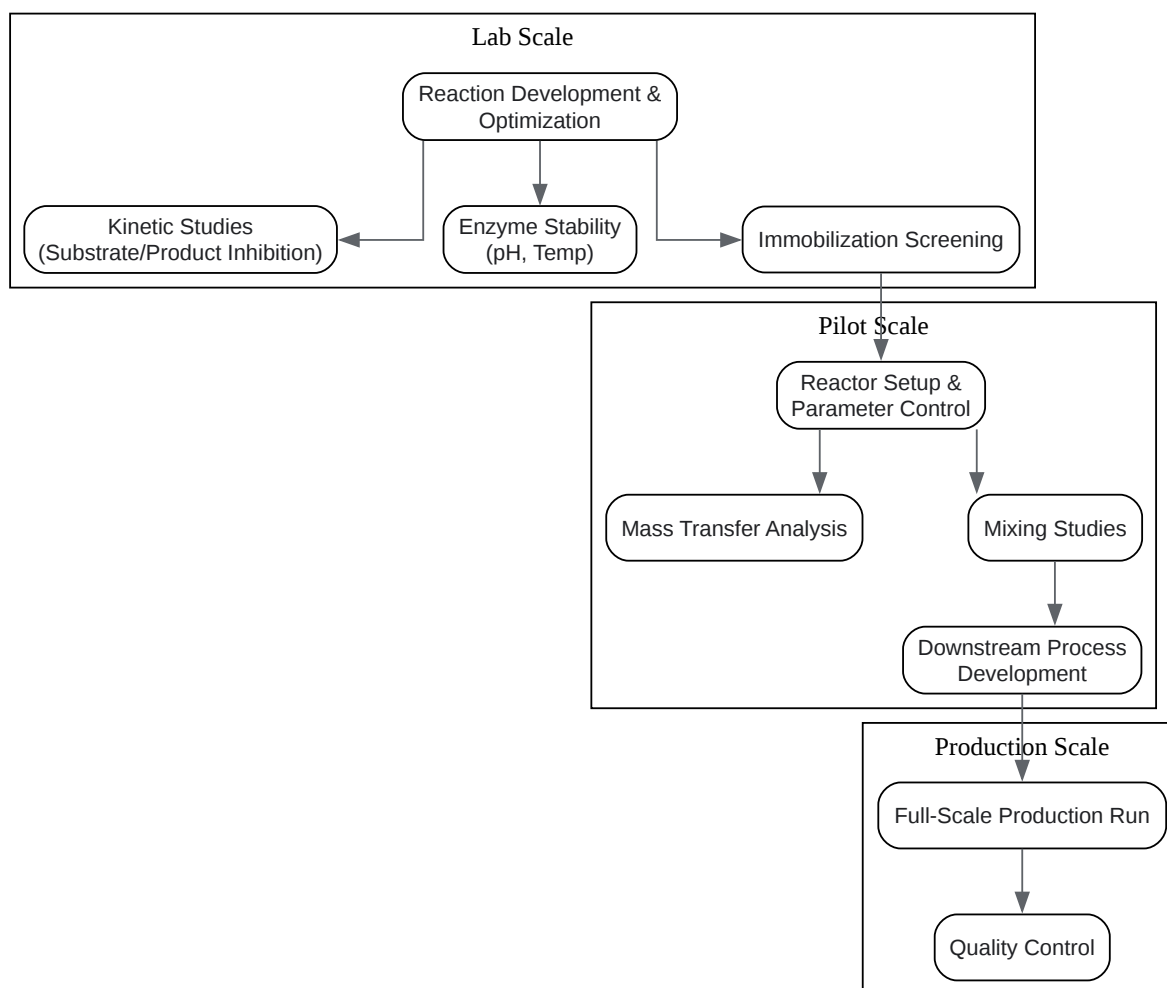 Lab Scale
Reaction Development &
Optimization
Kinetic Studies
(Substrate/Product Inhibition)
Enzyme Stability
(pH, Temp)
Immobilization Screening
Pilot Scale
Reactor Setup &
Parameter Control
Mass Transfer Analysis
Mixing Studies
Downstream Process
Development
Production Scale
Full-Scale Production Run
Quality Control